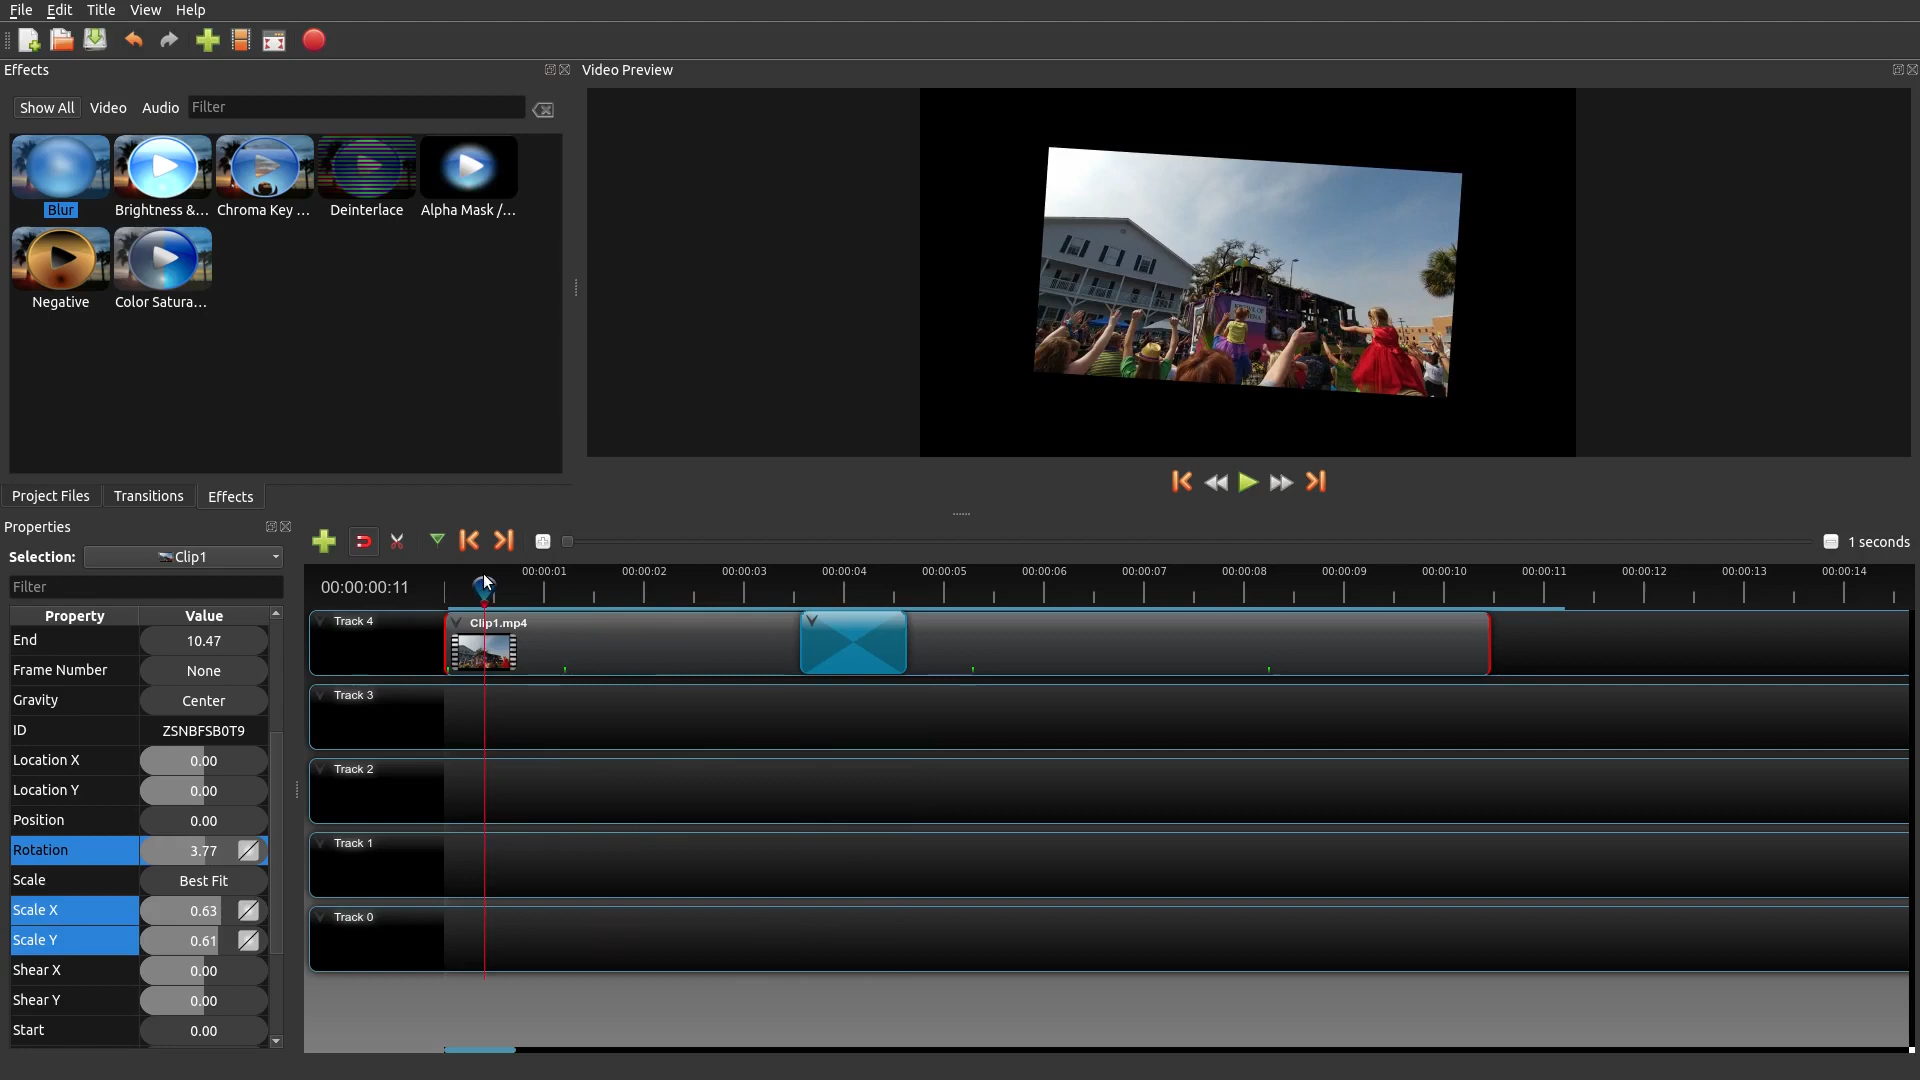 File Edit Title View Help
Effects
Video Preview
Show All Video Audio Filter
Blur Brightness &... Chroma Key ... Deinterlace Alpha Mask /...
Negative Color Satura...
Project Files Transitions Effects
Properties
Selection: Clip1
1 seconds
Filter
00:00:00:11
00:00:01 00:00:02 00:00:03 00:00:04 00:00:05 00:00:06 00:00:07 00:00:08 00:00:09 00:00:10 00:00:11 00:00:12 00:00:13 00:00:14
Property Value
End 10.47
Frame Number None
Gravity Center
ID ZSNBFSB0T9
Location X 0.00
Location Y 0.00
Position 0.00
Rotation 3.77
Scale Best Fit
Scale X 0.63
Scale Y 0.61
Shear X 0.00
Shear Y 0.00
Start 0.00
Track 4
Clip1.mp4
Track 3
Track 2
Track 1
Track 0